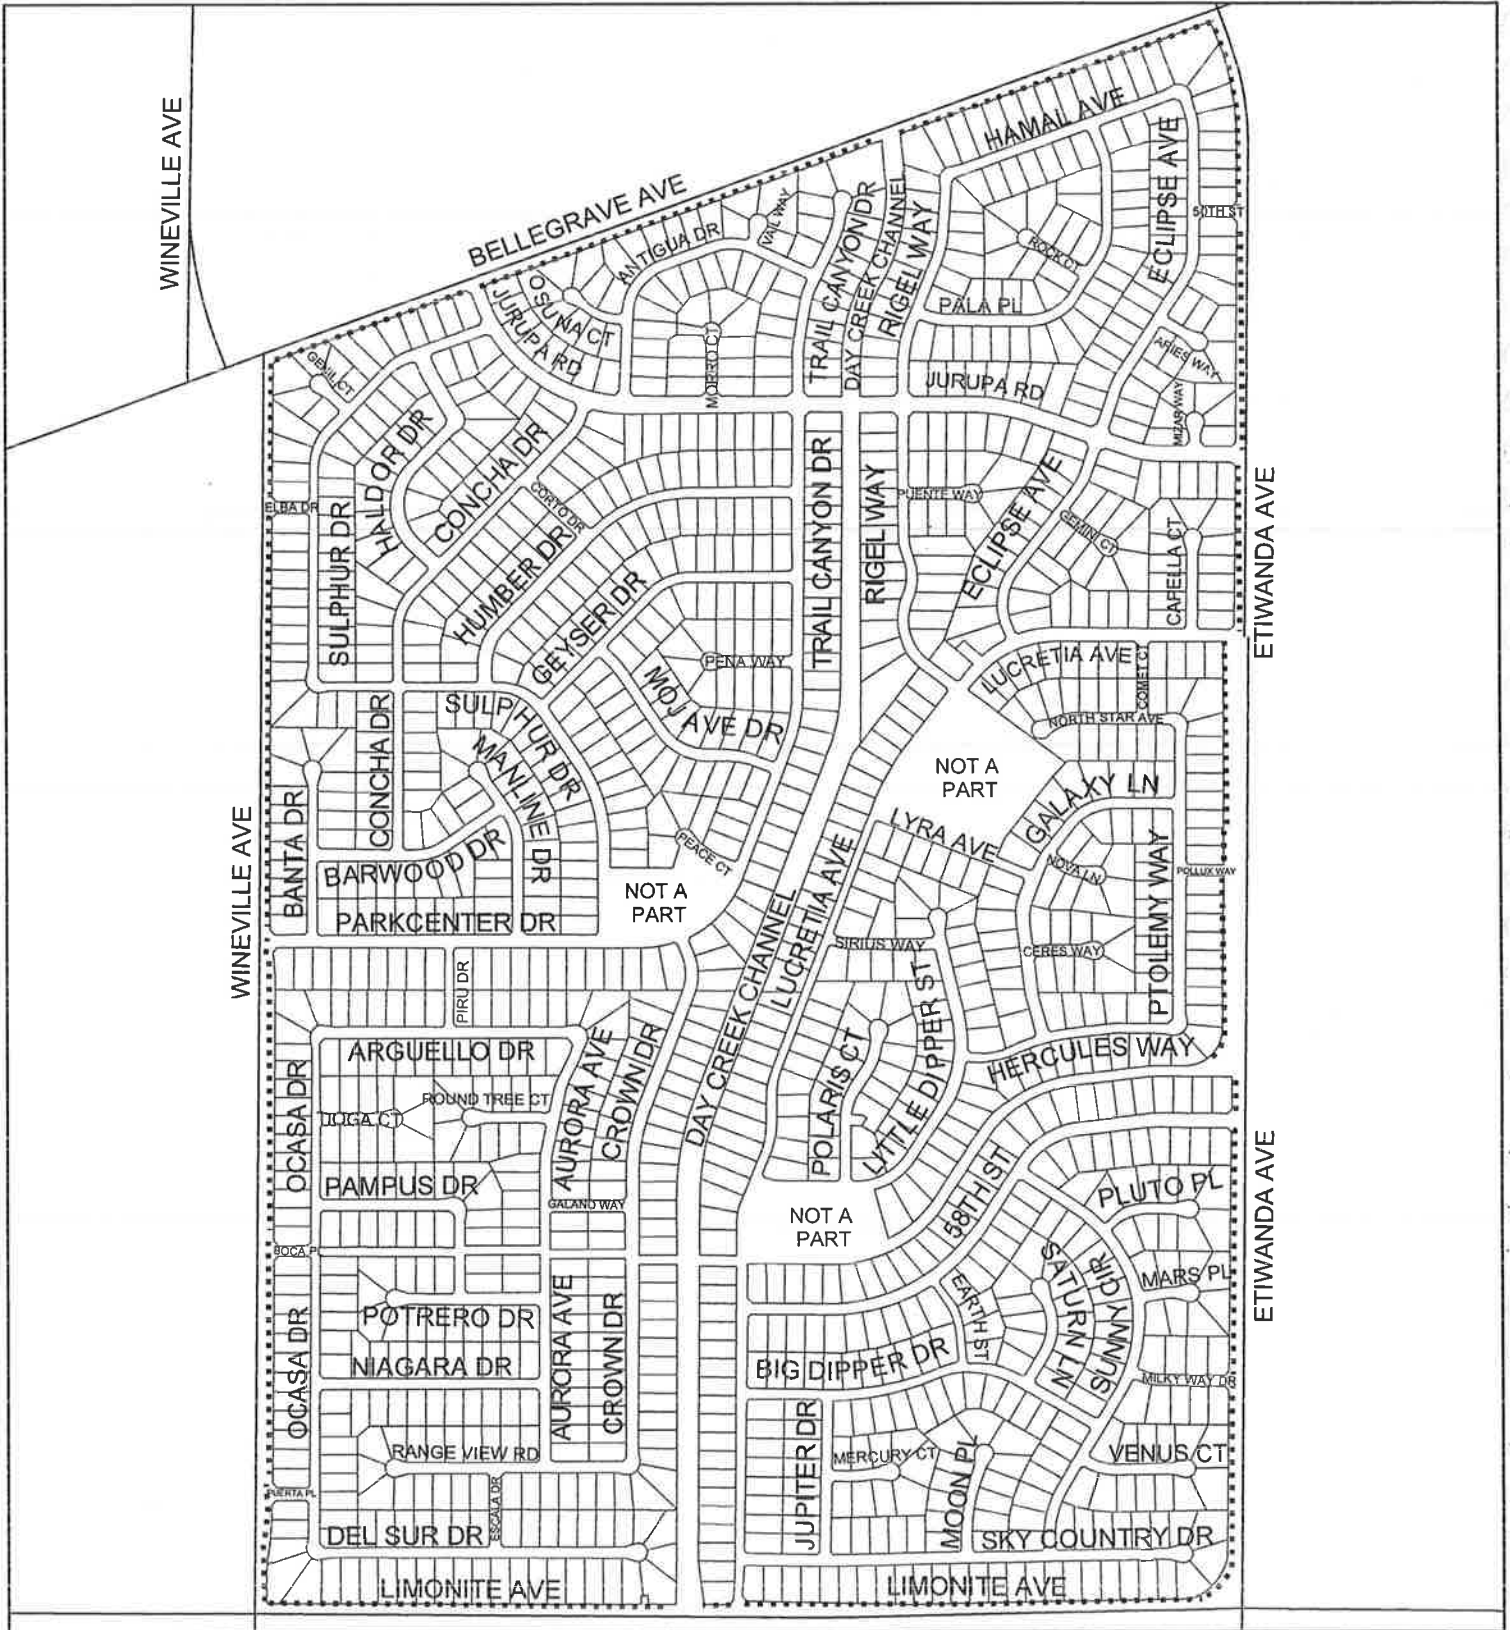 WINEVILLE AVE
BELLEGRAVE AVE
HAMAL AVE
ECLIPSE AVE
50TH ST
VAIL WAY
ANTIGUA DR
TRAIL CANYON DR
DAY CREEK CHANNEL
RIGEL WAY
ROCK CT
OSUNA CT
JURUPA RD
PALA PL
MORRO CT
GENIL CT
ARIES WAY
JURUPA RD
MIZAR WAY
HALDOR DR
CONCHA DR
CORTO DR
TRAIL CANYON DR
RIGEL WAY
PUENTE WAY
ECLIPSE AVE
GEMINI CT
CAPELLA CT
ETIWANDA AVE
ELBA DR
SULPHUR DR
HUMBER DR
GEYSER DR
PENA WAY
MOJAVE DR
LUCRETIA AVE
COMET CT
NORTH STAR AVE
SULPHUR DR
CONCHA DR
MANLINE DR
NOT A
PART
GALAXY LN
LYRA AVE
BANTA DR
WINEVILLE AVE
BARWOOD DR
PEACE CT
NOVA LN
PTOLEMY WAY
POLLUX WAY
PARKCENTER DR
NOT A
PART
DAY CREEK CHANNEL
LUCRETIA AVE
SIRIUS WAY
CERES WAY
PIRU DR
LITTLE DIPPER ST
ARGUELLO DR
AURORA AVE
CROWN DR
POLARIS CT
HERCULES WAY
OCASA DR
JOGA CT
ROUND TREE CT
PAMPUS DR
GALANO WAY
58TH ST
PLUTO PL
ETIWANDA AVE
NOT A
PART
BOCA P
SATURN LN
SUNNY CIR
MARS PL
EARTH ST
OCASA DR
POTRERO DR
AURORA AVE
CROWN DR
NIAGARA DR
BIG DIPPER DR
MILKY WAY DR
RANGE VIEW RD
JUPITER DR
MERCURY CT
MOON PL
VENUS CT
ESCALA DR
DEL SUR DR
SKY COUNTRY DR
LIMONITE AVE
LIMONITE AVE